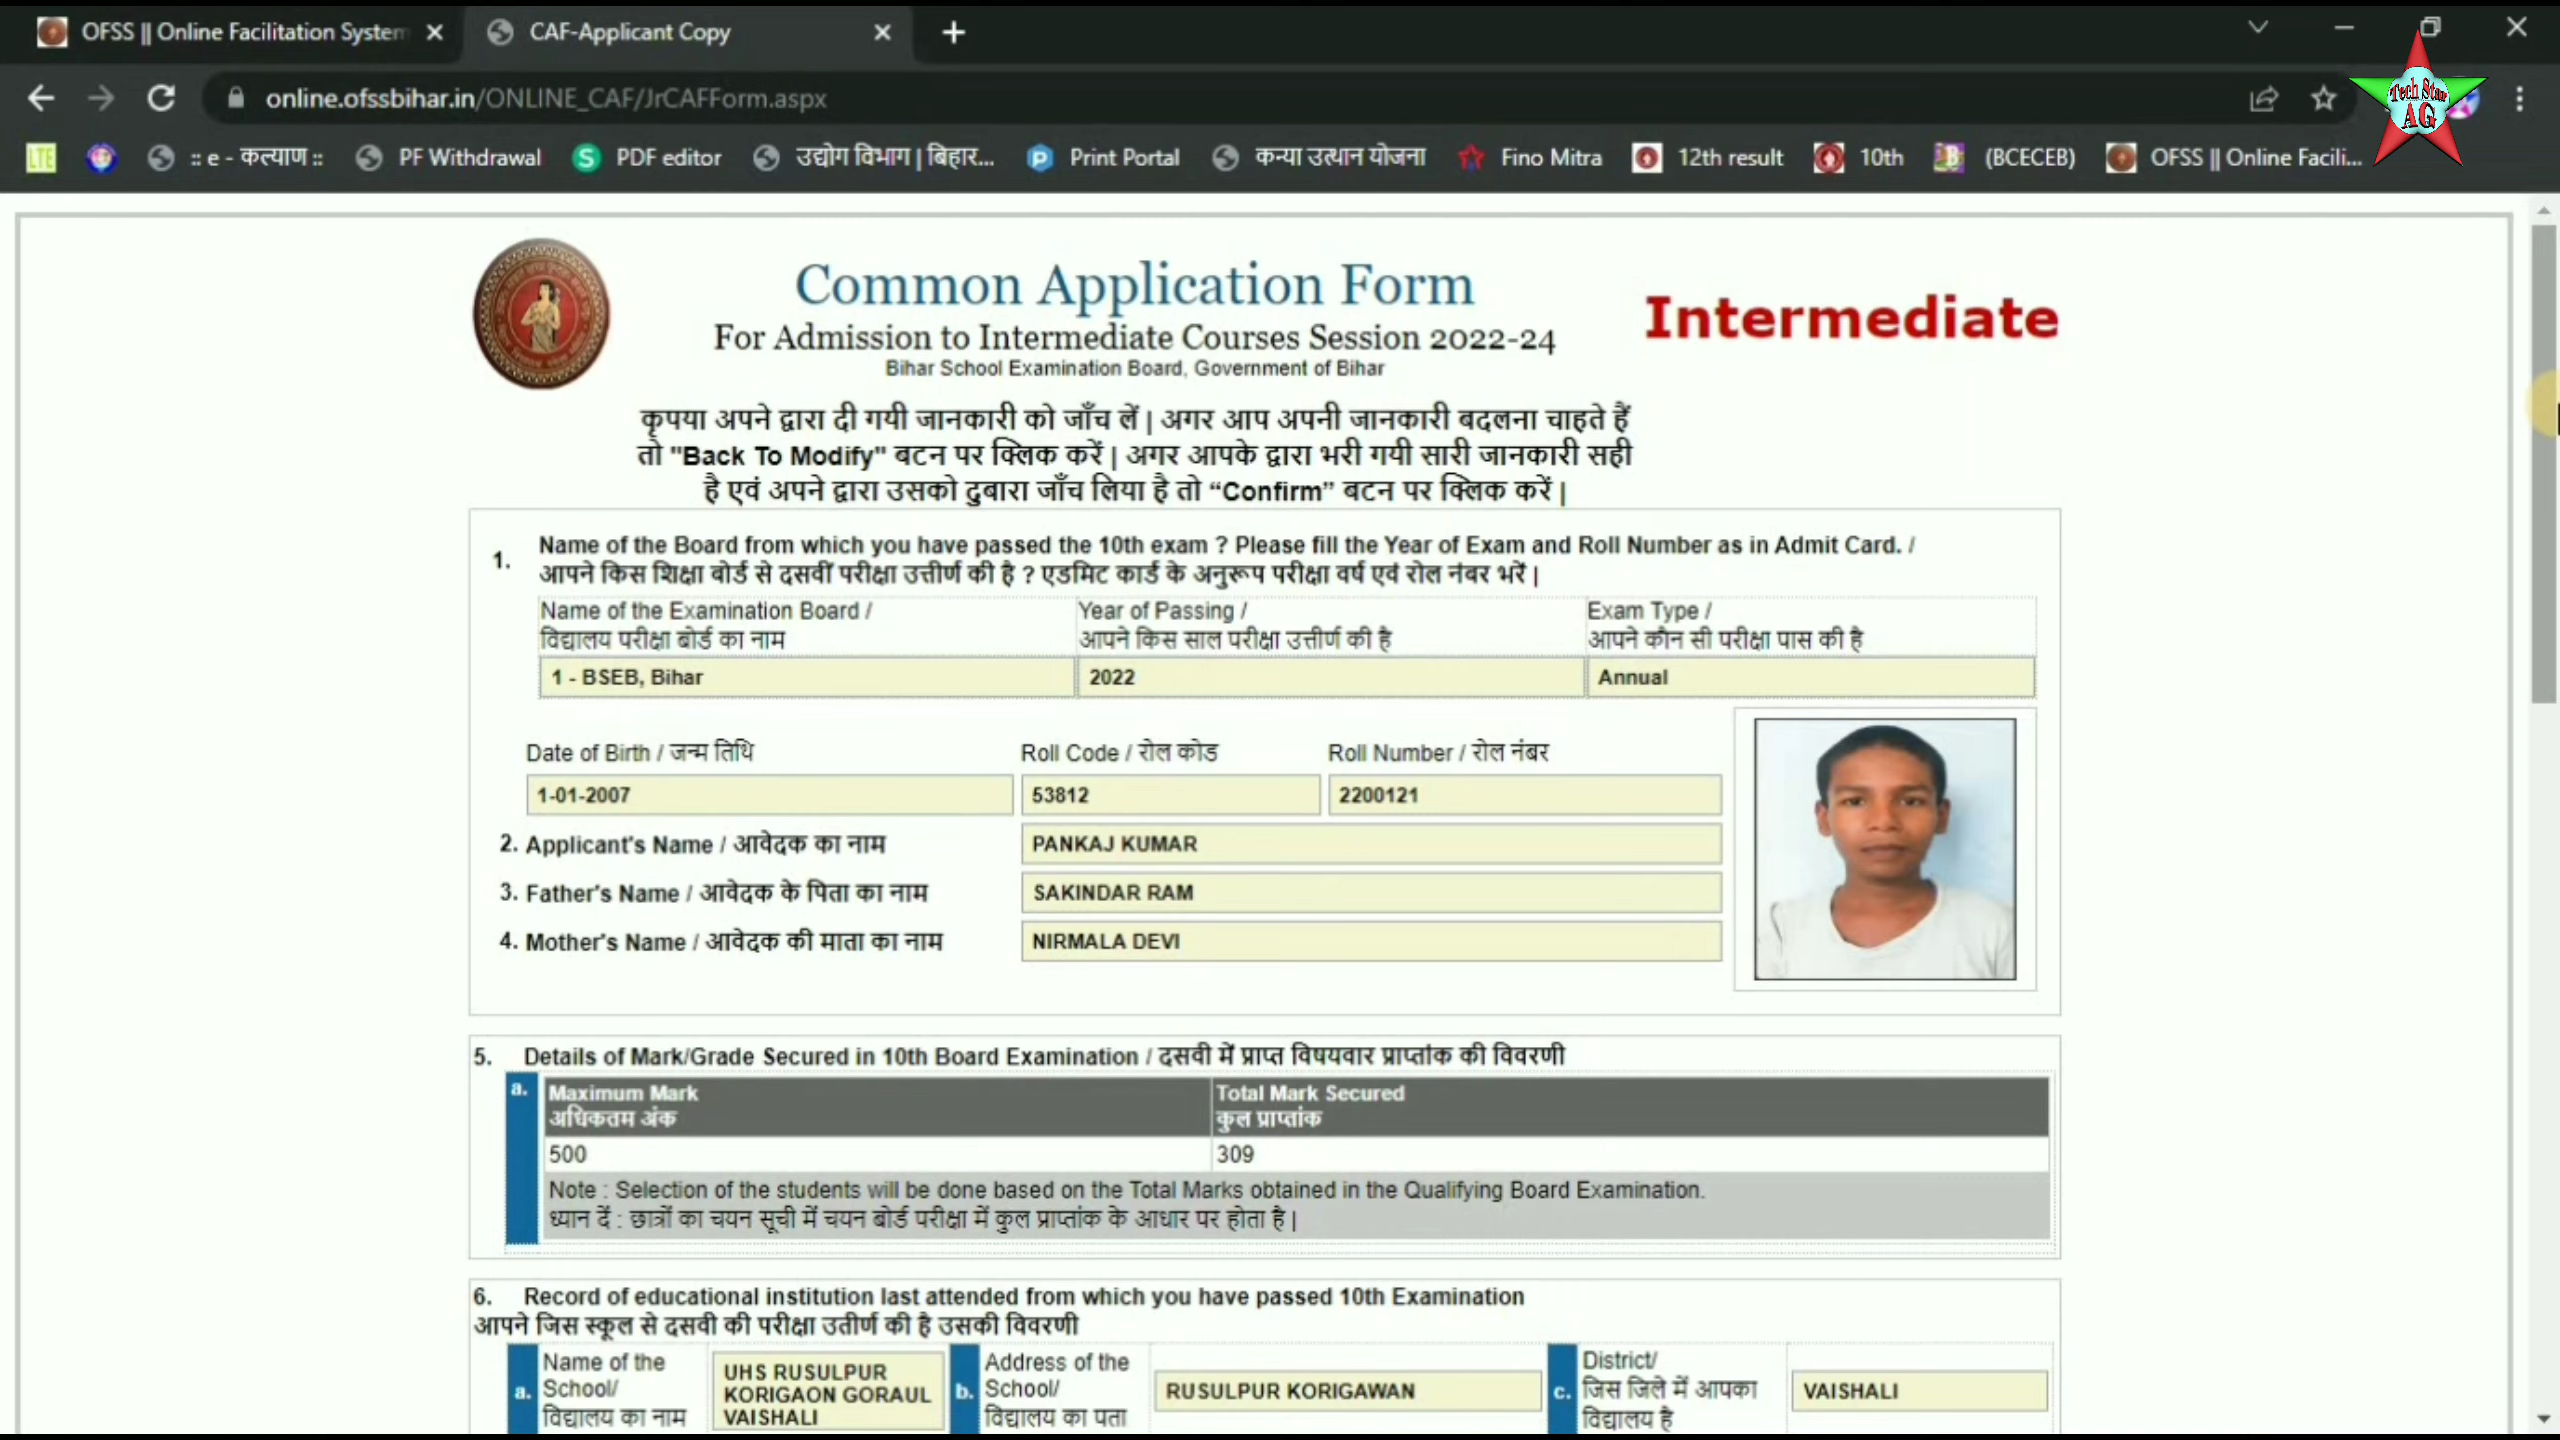 OFSS || Online Facilitation System
CAF-Applicant Copy
online.ofssbihar.in/ONLINE_CAF/JrCAFForm.aspx
Tech Star
AG
LTE
:: e - कल्याण ::
PF Withdrawal
PDF editor
उद्योग विभाग | बिहार...
Print Portal
कन्या उत्थान योजना
Fino Mitra
12th result
10th
(BCECEB)
OFSS || Online Facili...
Common Application Form
For Admission to Intermediate Courses Session 2022-24
Bihar School Examination Board, Government of Bihar
Intermediate
कृपया अपने द्वारा दी गयी जानकारी को जाँच लें | अगर आप अपनी जानकारी बदलना चाहते हैं
तो "Back To Modify" बटन पर क्लिक करें | अगर आपके द्वारा भरी गयी सारी जानकारी सही
है एवं अपने द्वारा उसको दुबारा जाँच लिया है तो “Confirm” बटन पर क्लिक करें |
1. Name of the Board from which you have passed the 10th exam ? Please fill the Year of Exam and Roll Number as in Admit Card. /
आपने किस शिक्षा बोर्ड से दसवीं परीक्षा उत्तीर्ण की है ? एडमिट कार्ड के अनुरूप परीक्षा वर्ष एवं रोल नंबर भरें |
Name of the Examination Board / Year of Passing / Exam Type /
विद्यालय परीक्षा बोर्ड का नाम आपने किस साल परीक्षा उत्तीर्ण की है आपने कौन सी परीक्षा पास की है
1 - BSEB, Bihar 2022 Annual
Date of Birth / जन्म तिथि Roll Code / रोल कोड Roll Number / रोल नंबर
1-01-2007 53812 2200121
2. Applicant's Name / आवेदक का नाम PANKAJ KUMAR
3. Father's Name / आवेदक के पिता का नाम SAKINDAR RAM
4. Mother's Name / आवेदक की माता का नाम NIRMALA DEVI
5. Details of Mark/Grade Secured in 10th Board Examination / दसवी में प्राप्त विषयवार प्राप्तांक की विवरणी
a. Maximum Mark Total Mark Secured
अधिकतम अंक कुल प्राप्तांक
500 309
Note : Selection of the students will be done based on the Total Marks obtained in the Qualifying Board Examination.
ध्यान दें : छात्रों का चयन सूची में चयन बोर्ड परीक्षा में कुल प्राप्तांक के आधार पर होता है |
6. Record of educational institution last attended from which you have passed 10th Examination
आपने जिस स्कूल से दसवी की परीक्षा उतीर्ण की है उसकी विवरणी
a. Name of the
School/
विद्यालय का नाम
UHS RUSULPUR
KORIGAON GORAUL
VAISHALI
b. Address of the
School/
विद्यालय का पता
RUSULPUR KORIGAWAN
c. District/
जिस जिले में आपका
विद्यालय है
VAISHALI